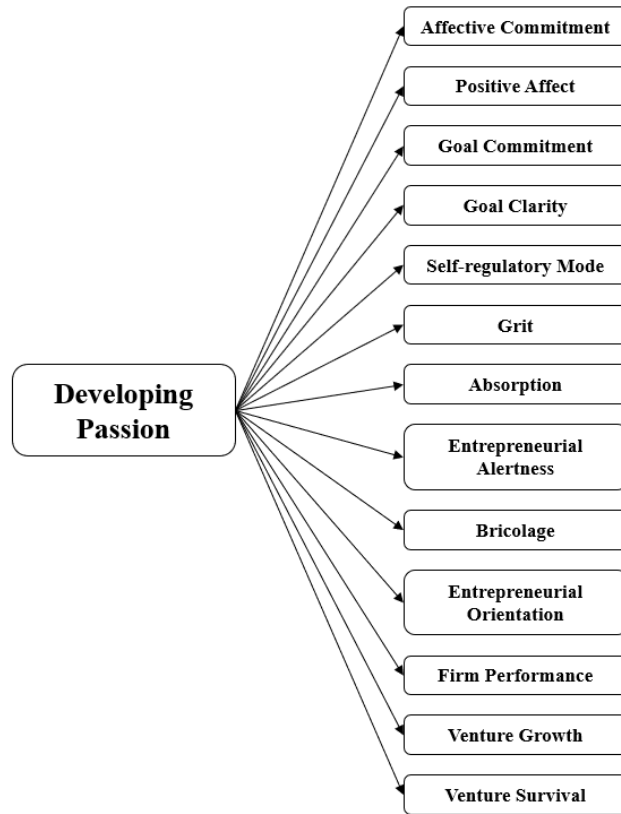 Affective Commitment
Positive Affect
Goal Commitment
Goal Clarity
Self-regulatory Mode
Grit
Developing
Passion
Absorption
Entrepreneurial
Alertness
Bricolage
Entrepreneurial
Orientation
Firm Performance
Venture Growth
Venture Survival